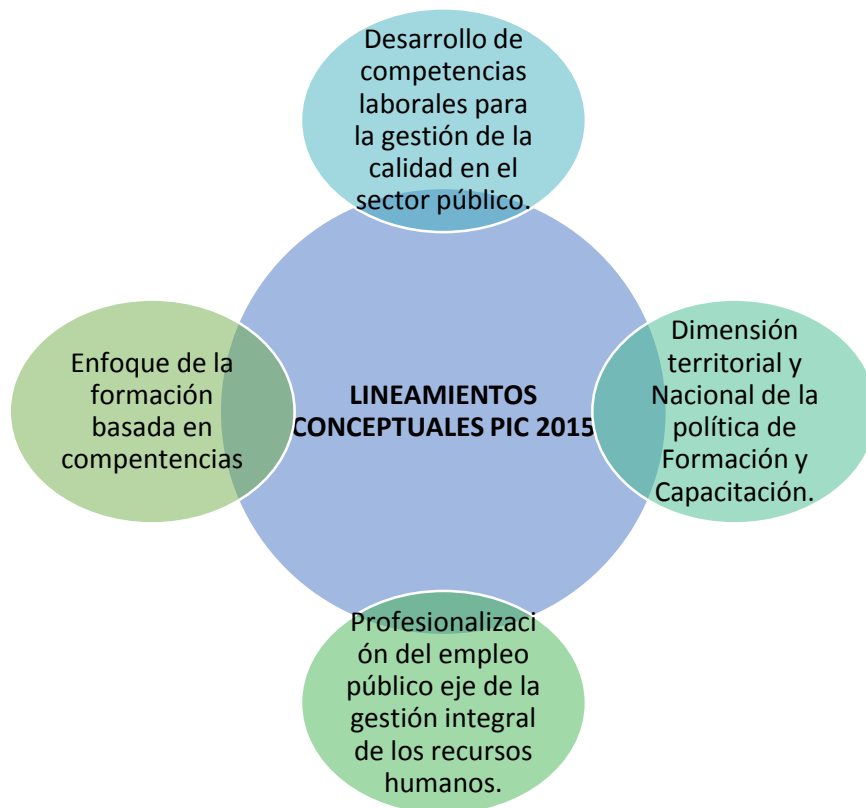 Desarrollo de
competencias
laborales para
la gestión de la
calidad en el
sector público.
Enfoque de la
formación
basada en
compentencias
LINEAMIENTOS
CONCEPTUALES PIC 2015
Dimensión
territorial y
Nacional de la
política de
Formación y
Capacitación.
Profesionalizaci
ón del empleo
público eje de la
gestión integral
de los recursos
humanos.